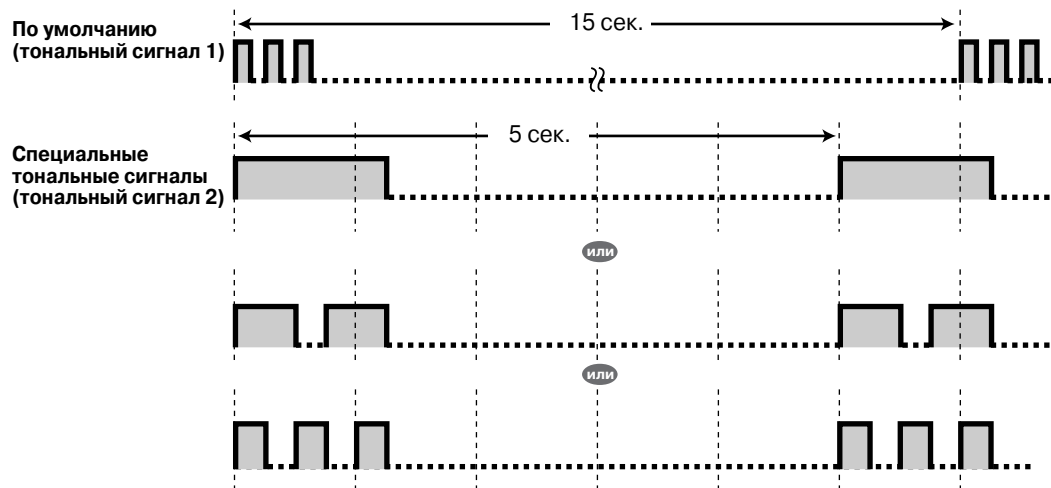 15 сек.
По умолчанию
(тональный сигнал 1)
5 сек.
Специальные
тональные сигналы
(тональный сигнал 2)
или
или